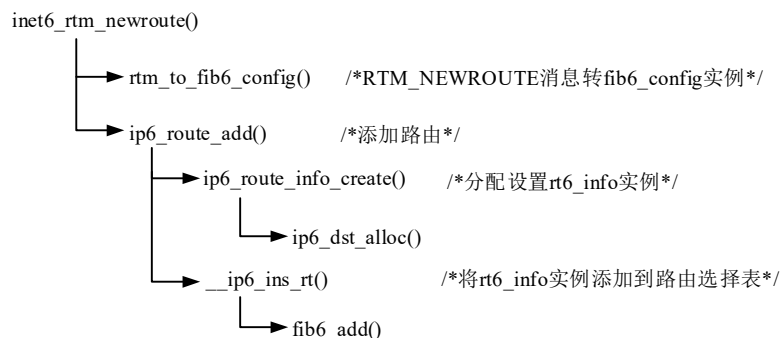 inet6_rtm_newroute()
rtm_to_fib6_config() /*RTM_NEWROUTE消息转fib6_config实例*/
ip6_route_add() /*添加路由*/
ip6_route_info_create() /*分配设置rt6_info实例*/
ip6_dst_alloc()
__ip6_ins_rt() /*将rt6_info实例添加到路由选择表*/
fib6_add()